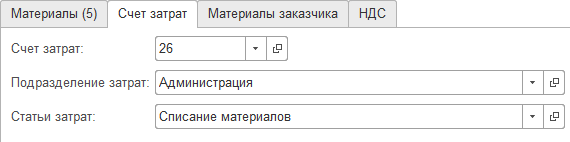 Материалы (5) Счет затрат Материалы заказчика НДС
Счет затрат: 26
Подразделение затрат: Администрация
Статьи затрат: Списание материалов